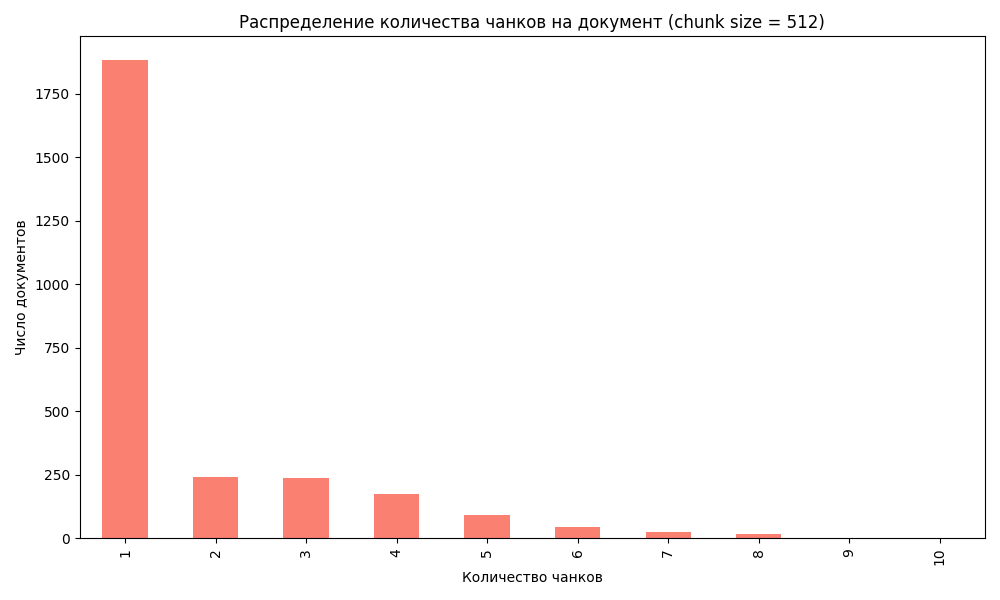 Распределение количества чанков на документ (chunk size = 512)
Число документов
1750
1500
1250
1000
750
500
250
0
1 2 3 4 5 6 7 8 9 10
Количество чанков